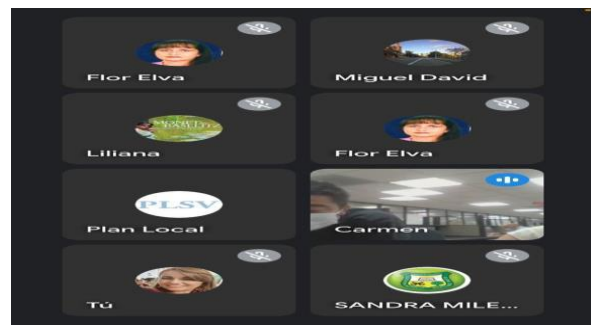 Flor Elva
Miguel David
Liliana
Flor Elva
PLSV
Plan Local
Carmen
Tú
SANDRA MILE...